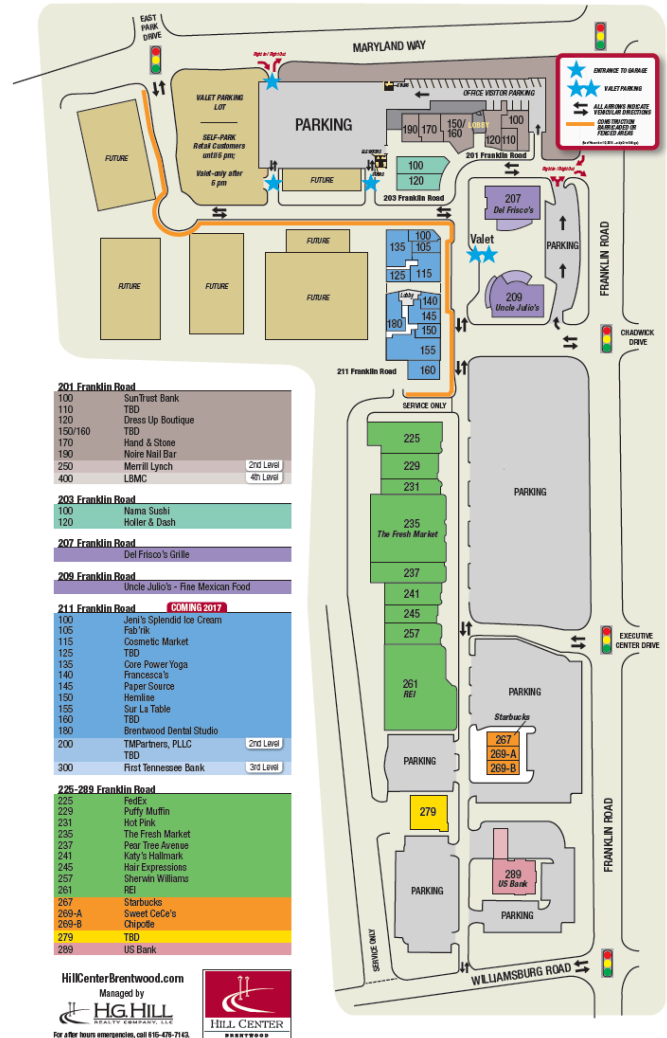 EAST
PARK
DRIVE
MARYLAND WAY
Right In / Right Out
ENTRANCE TO GARAGE
VALET PARKING
ALL ARROWS INDICATE
VEHICULAR DIRECTIONS
CONSTRUCTION
BARRICADED OR
FENCED AREAS
VALET PARKING
LOT
SELF-PARK
Retail Customers
until 5 pm;
Valet-only after
5 pm
PARKING
OFFICE VISITOR PARKING
190
170
150/
160
LOBBY
100
120
110
201 Franklin Road
100
120
203 Franklin Road
FUTURE
FUTURE
207
Del Frisco's
Valet
PARKING
209
Uncle Julio's
FRANKLIN ROAD
CHADWICK
DRIVE
FUTURE
FUTURE
FUTURE
FUTURE
135
100
105
125
115
Lobby
140
145
180
150
155
160
211 Franklin Road
SERVICE ONLY
225
229
231
235
The Fresh Market
237
241
245
257
261
REI
PARKING
EXECUTIVE
CENTER DRIVE
PARKING
Starbucks
267
269-A
269-B
PARKING
279
PARKING
289
US Bank
PARKING
FRANKLIN ROAD
SERVICE ONLY
WILLIAMSBURG ROAD
201 Franklin Road
100 SunTrust Bank
110 TBD
120 Dress Up Boutique
150/160 TBD
170 Hand & Stone
190 Noire Nail Bar
250 Merrill Lynch 2nd Level
400 LBMC 4th Level
203 Franklin Road
100 Nama Sushi
120 Holler & Dash
207 Franklin Road
Del Frisco's Grille
209 Franklin Road
Uncle Julio's - Fine Mexican Food
211 Franklin Road COMING 2017
100 Jeni's Splendid Ice Cream
105 Fab'rik
115 Cosmetic Market
125 TBD
135 Core Power Yoga
140 Francesca's
145 Paper Source
150 Hemline
155 Sur La Table
160 TBD
180 Brentwood Dental Studio
200 TMPartners, PLLC 2nd Level
TBD
300 First Tennessee Bank 3rd Level
225-289 Franklin Road
225 FedEx
229 Puffy Muffin
231 Hot Pink
235 The Fresh Market
237 Pear Tree Avenue
241 Katy's Hallmark
245 Hair Expressions
257 Sherwin Williams
261 REI
267 Starbucks
269-A Sweet CeCe's
269-B Chipotle
279 TBD
289 US Bank
HillCenterBrentwood.com
Managed by
H.G. HILL
REALTY COMPANY, LLC
For after hours emergencies, call 615-476-7143.
HILL CENTER
BRENTWOOD